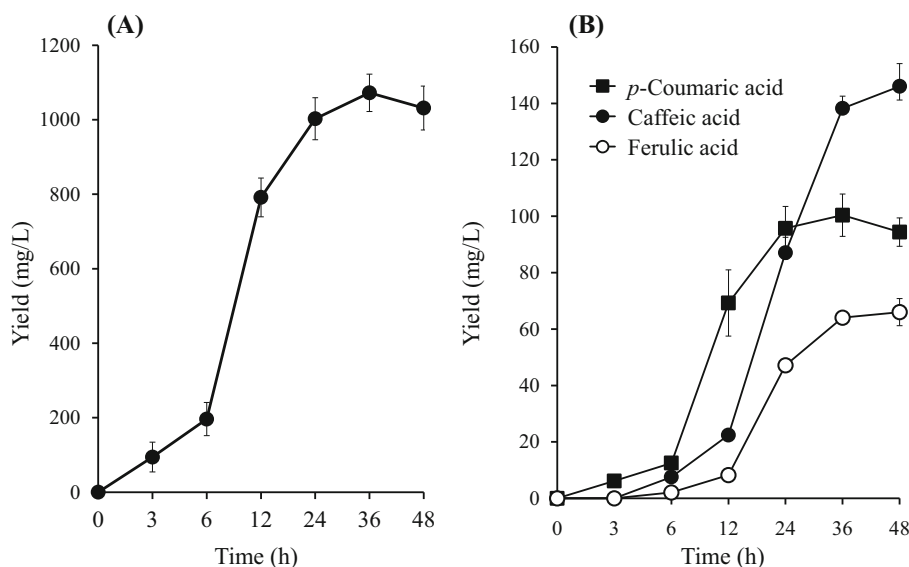 (A)
Yield (mg/L)
1200
1000
800
600
400
200
0
0 3 6 12 24 36 48
Time (h)
(B)
Yield (mg/L)
160
140
120
100
80
60
40
20
0
p-Coumaric acid
Caffeic acid
Ferulic acid
0 3 6 12 24 36 48
Time (h)